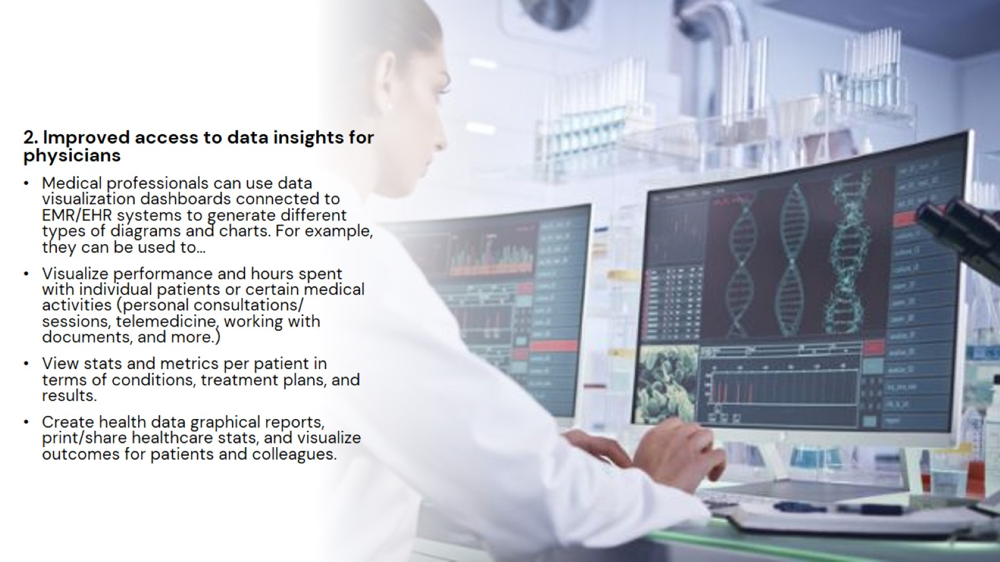 2. Improved access to data insights for
physicians
• Medical professionals can use data
visualization dashboards connected to
EMR/EHR systems to generate different
types of diagrams and charts. For example,
they can be used to...
• Visualize performance and hours spent
with individual patients or certain medical
activities (personal consultations/
sessions, telemedicine, working with
documents, and more.)
• View stats and metrics per patient in
terms of conditions, treatment plans, and
results.
• Create health data graphical reports,
print/share healthcare stats, and visualize
outcomes for patients and colleagues.